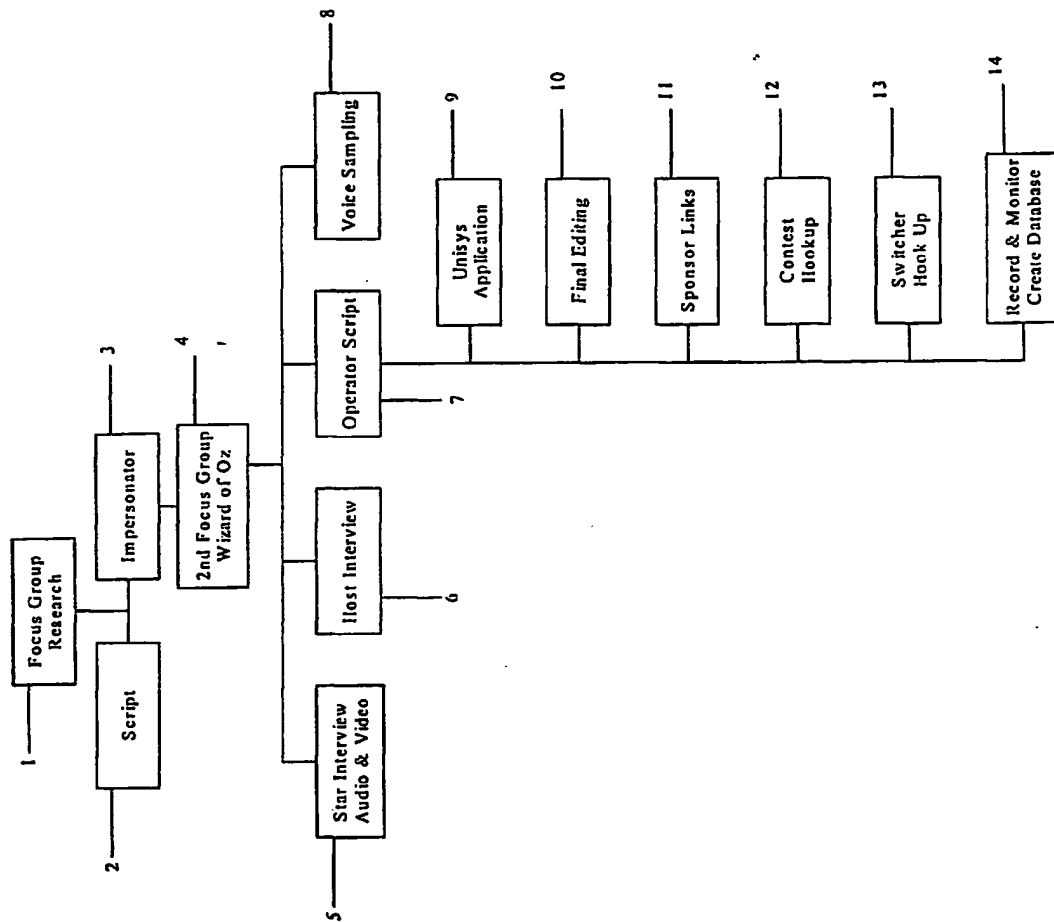 1
Focus Group
Research
2
Script
Impersonator
3
2nd Focus Group
Wizard of Oz
4
Star Interview
Audio & Video
5
Host Interview
6
Operator Script
7
Voice Sampling
8
Unisys
Application
9
Final Editing
10
Sponsor Links
11
Contest
Hookup
12
Switcher
Hook Up
13
Record & Monitor
Create Database
14